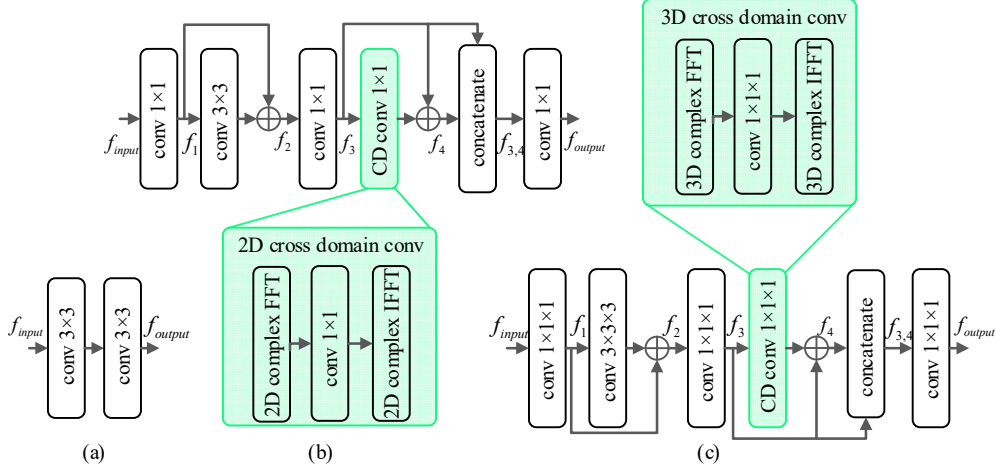 conv 1×1
conv 3×3
conv 1×1
CD conv 1×1
concatenate
conv 1×1
f_input
f_1
f_2
f_3
f_4
f_3,4
f_output
2D cross domain conv
2D complex FFT
conv 1×1
2D complex IFFT
f_input
conv 3×3
conv 3×3
f_output
3D cross domain conv
3D complex FFT
conv 1×1×1
3D complex IFFT
f_input
conv 1×1×1
f_1
conv 3×3×3
f_2
conv 1×1×1
f_3
CD conv 1×1×1
f_4
concatenate
f_3,4
conv 1×1×1
f_output
(a)
(b)
(c)